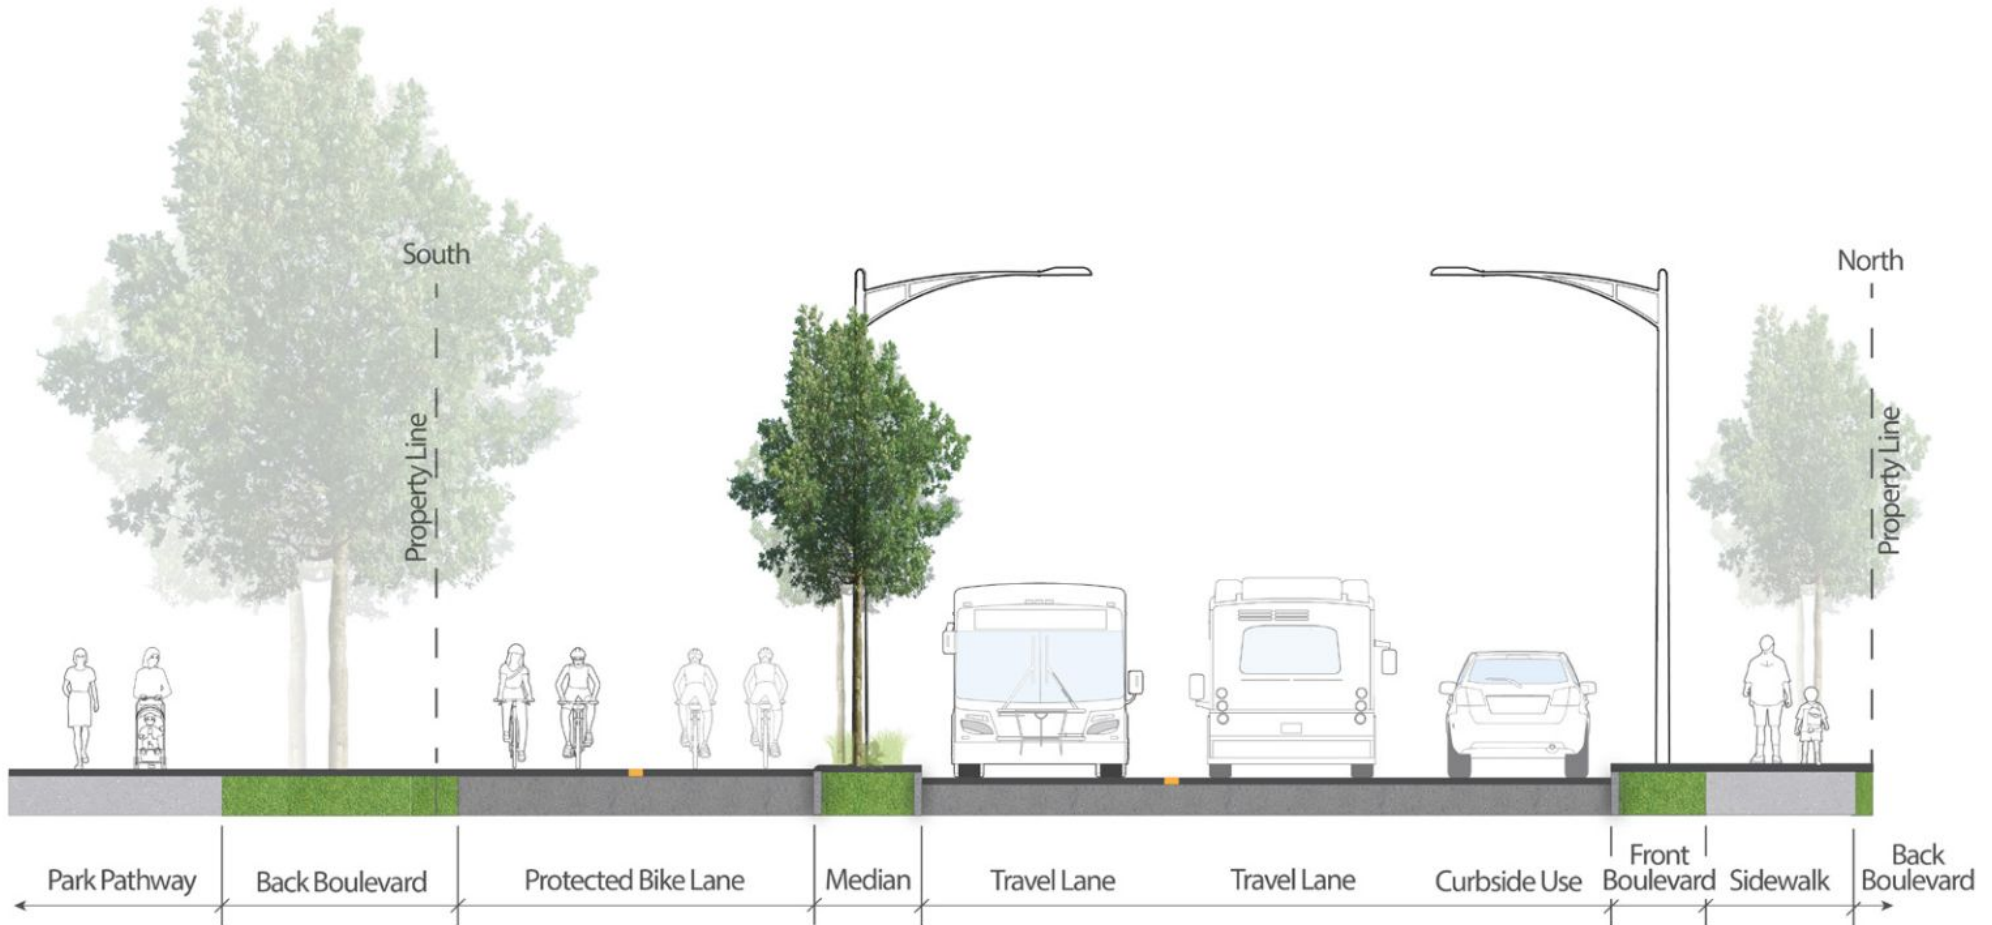 South
North
Property Line
Property Line
Park Pathway
Back Boulevard
Protected Bike Lane
Median
Travel Lane
Travel Lane
Curbside Use
Front
Boulevard
Sidewalk
Back
Boulevard